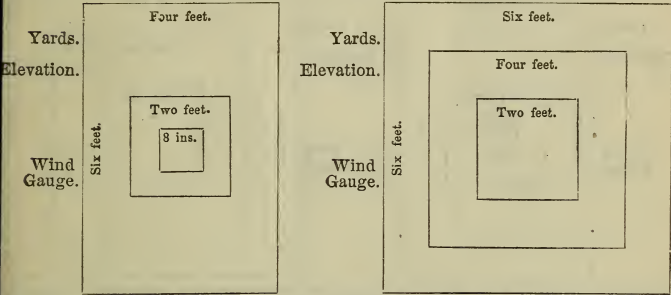 Four feet.
Yards.
Elevation.
Two feet.
8 ins.
Six feet.
Wind
Gauge.
Six feet.
Yards.
Four feet.
Elevation.
Two feet.
Six feet.
Wind
Gauge.